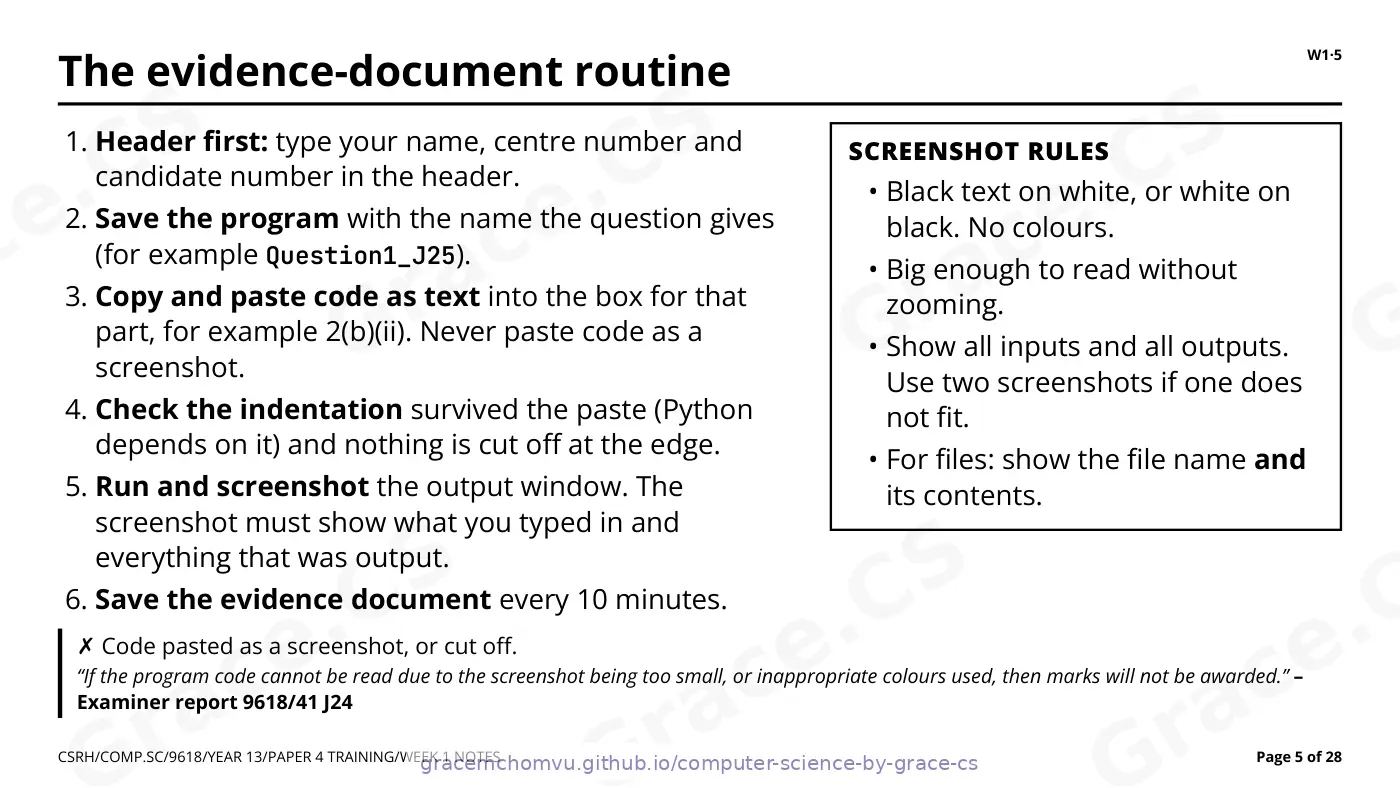 The evidence-document routine
W1·5
1. Header first: type your name, centre number and
candidate number in the header.
2. Save the program with the name the question gives
(for example Question1_J25).
3. Copy and paste code as text into the box for that
part, for example 2(b)(ii). Never paste code as a
screenshot.
4. Check the indentation survived the paste (Python
depends on it) and nothing is cut off at the edge.
5. Run and screenshot the output window. The
screenshot must show what you typed in and
everything that was output.
6. Save the evidence document every 10 minutes.
SCREENSHOT RULES
• Black text on white, or white on
black. No colours.
• Big enough to read without
zooming.
• Show all inputs and all outputs.
Use two screenshots if one does
not fit.
• For files: show the file name and
its contents.
✗ Code pasted as a screenshot, or cut off.
“If the program code cannot be read due to the screenshot being too small, or inappropriate colours used, then marks will not be awarded.” –
Examiner report 9618/41 J24
CSRH/COMP.SC/9618/YEAR 13/PAPER 4 TRAINING/WEEK 1 NOTES
gracemchomvu.github.io/computer-science-by-grace-cs
Page 5 of 28
Grace.CS